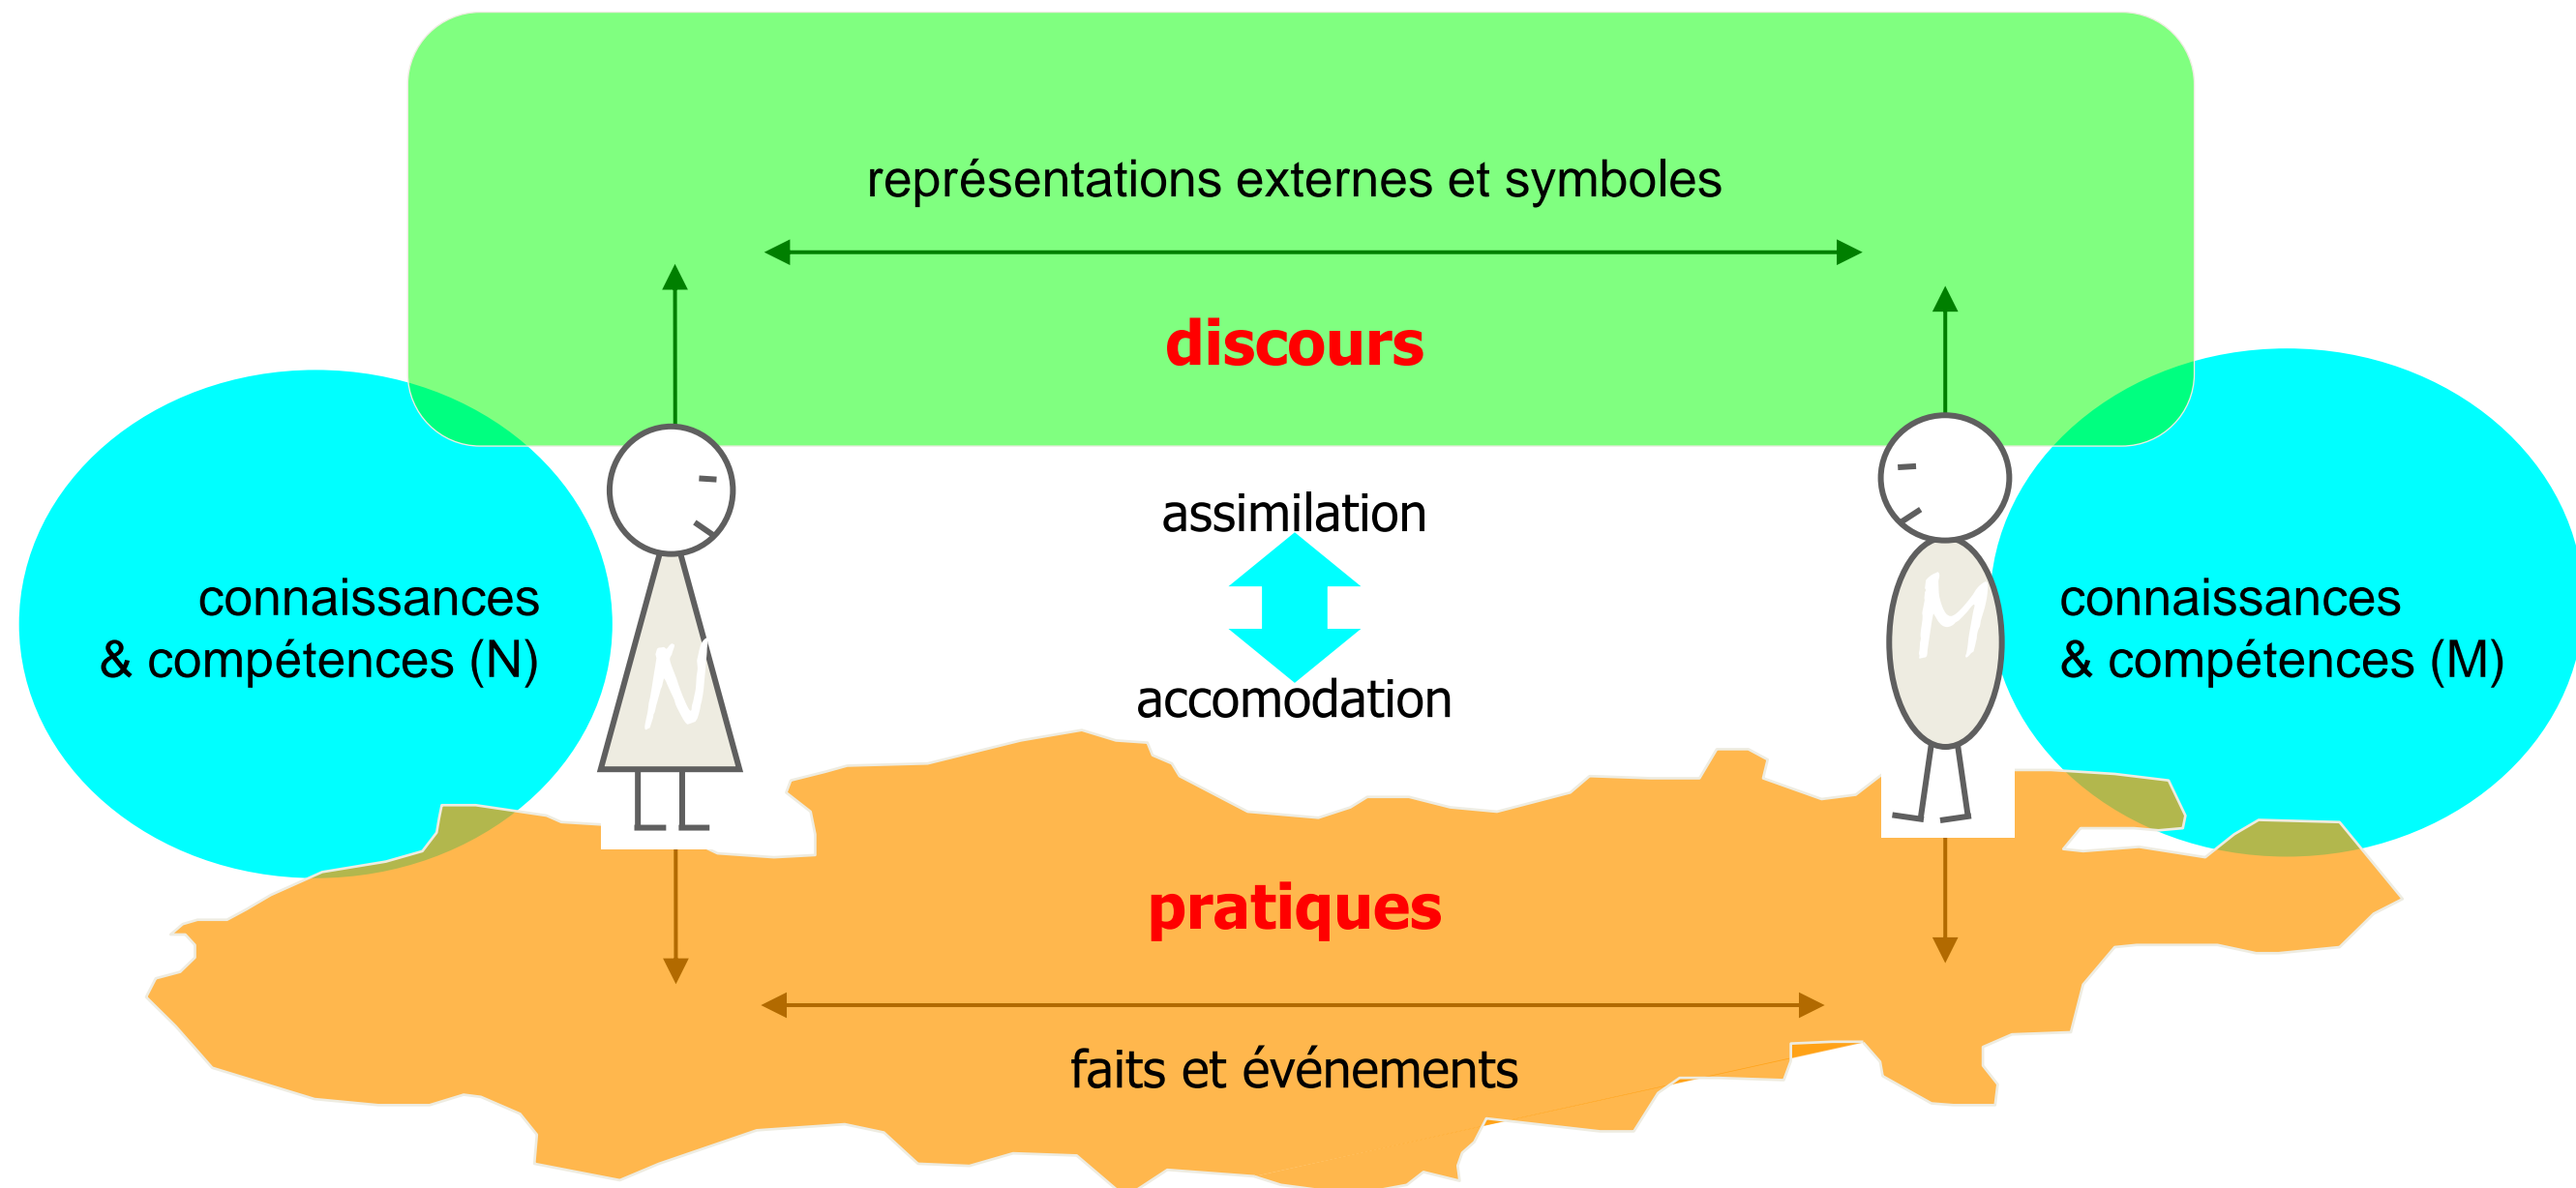 représentations externes et symboles
discours
assimilation
connaissances
& compétences (N)
N
M
connaissances
& compétences (M)
accomodation
pratiques
faits et événements